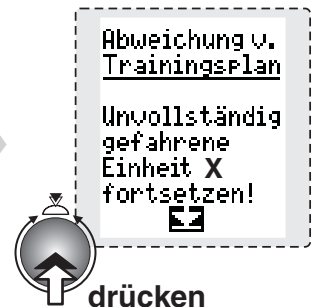 Abweichung v.
Trainingsplan
Unvollständig
gefahrene
Einheit X
fortsetzen!
drücken